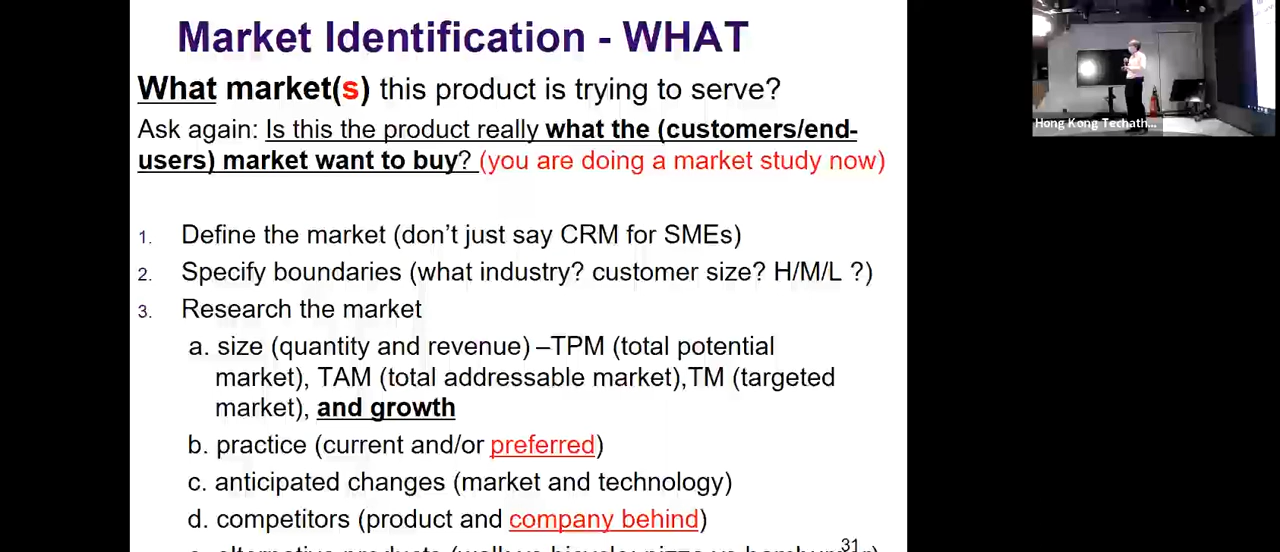 Market Identification - WHAT
What market(s) this product is trying to serve?
Ask again: Is this the product really what the (customers/end-
users) market want to buy? (you are doing a market study now)
1. Define the market (don't just say CRM for SMEs)
2. Specify boundaries (what industry? customer size? H/M/L ?)
3. Research the market
a. size (quantity and revenue) –TPM (total potential
market), TAM (total addressable market),TM (targeted
market), and growth
b. practice (current and/or preferred)
c. anticipated changes (market and technology)
d. competitors (product and company behind)
31
Hong Kong Techath...